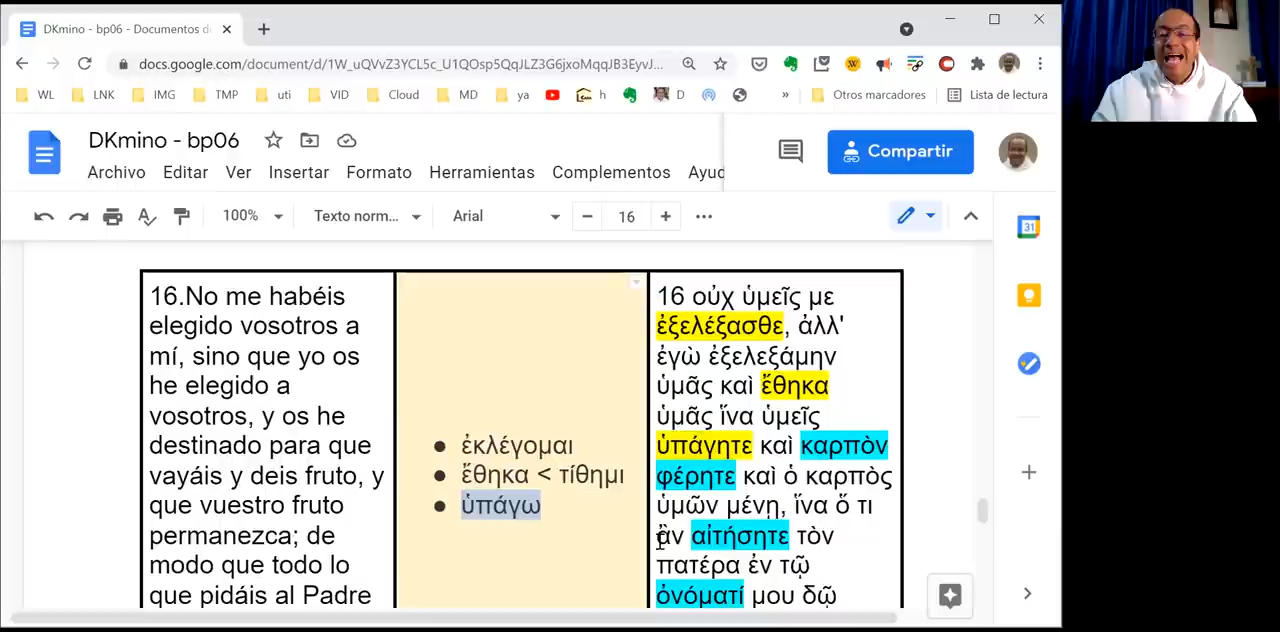 DKmino - bp06 - Documentos d
docs.google.com/document/d/1W_uQVvZ3YCL5c_U1QOsp5QqJLZ3G6jxoMqqJB3EyvJ...
WL LNK IMG TMP uti VID Cloud MD ya h D » Otros marcadores Lista de lectura
DKmino - bp06
Compartir
Archivo Editar Ver Insertar Formato Herramientas Complementos Ayud
100% Texto norm... Arial 16
31
16.No me habéis
elegido vosotros a
mí, sino que yo os
he elegido a
vosotros, y os he
destinado para que
vayáis y deis fruto, y
que vuestro fruto
permanezca; de
modo que todo lo
que pidáis al Padre
● ἐκλέγομαι
● ἔθηκα < τίθημι
● ὑπάγω
16 οὐχ ὑμεῖς με
ἐξελέξασθε, ἀλλ'
ἐγὼ ἐξελεξάμην
ὑμᾶς καὶ ἔθηκα
ὑμᾶς ἵνα ὑμεῖς
ὑπάγητε καὶ καρπὸν
φέρητε καὶ ὁ καρπὸς
ὑμῶν μένῃ, ἵνα ὅ τι
ἂν αἰτήσητε τὸν
πατέρα ἐν τῷ
ὀνόματί μου δῷ